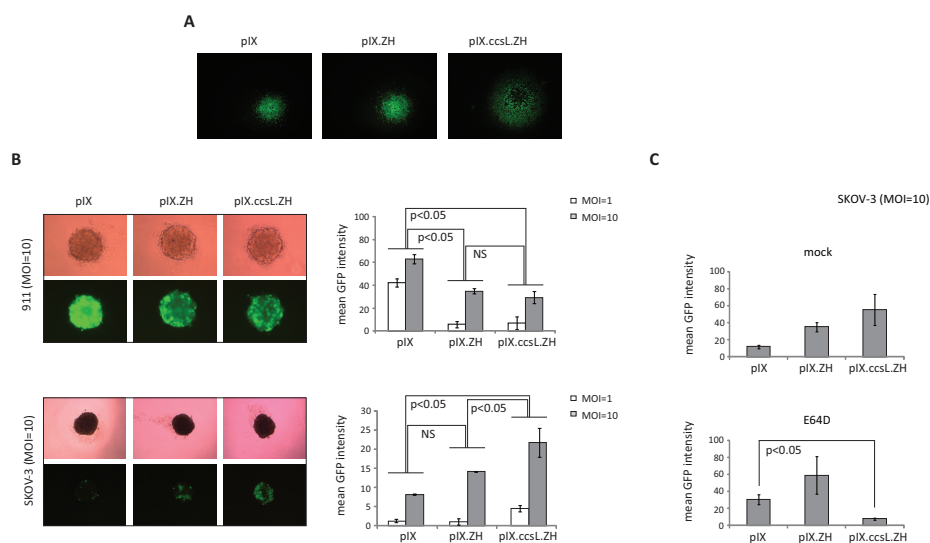 A
pIX
pIX.ZH
pIX.ccsL.ZH
B
pIX
pIX.ZH
pIX.ccsL.ZH
911 (MOI=10)
SKOV-3 (MOI=10)
mean GFP intensity
100
80
60
40
20
0
p<0.05
p<0.05
NS
MOI=1
MOI=10
pIX
pIX.ZH
pIX.ccsL.ZH
mean GFP intensity
30
25
20
15
10
5
0
p<0.05
p<0.05
NS
MOI=1
MOI=10
pIX
pIX.ZH
pIX.ccsL.ZH
C
SKOV-3 (MOI=10)
mock
mean GFP intensity
100
80
60
40
20
0
pIX
pIX.ZH
pIX.ccsL.ZH
E64D
mean GFP intensity
100
80
60
40
20
0
p<0.05
pIX
pIX.ZH
pIX.ccsL.ZH